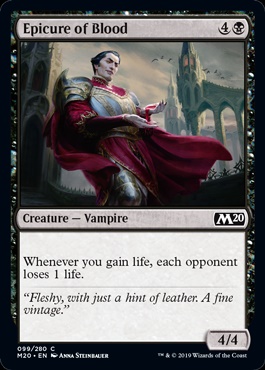 Epicure of Blood 4
Creature — Vampire M20
Whenever you gain life, each opponent
loses 1 life.
“Fleshy, with just a hint of leather. A fine
vintage.”
4/4
099/280 C
M20 • EN Anna Steinbauer ™ & © 2019 Wizards of the Coast